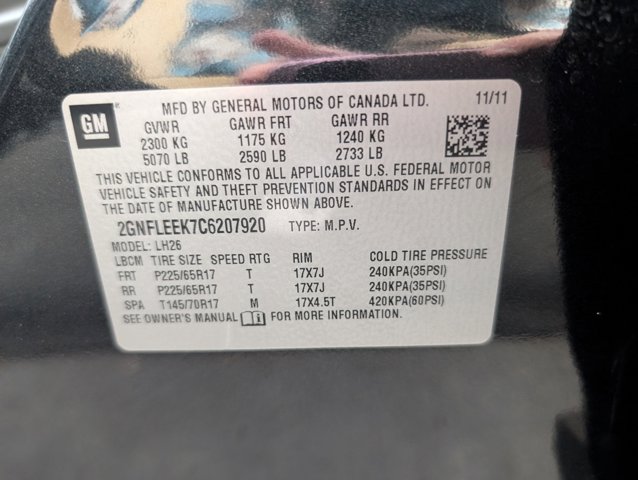 GM
MFD BY GENERAL MOTORS OF CANADA LTD. 11/11
GVWR GAWR FRT GAWR RR
2300 KG 1175 KG 1240 KG
5070 LB 2590 LB 2733 LB
THIS VEHICLE CONFORMS TO ALL APPLICABLE U.S. FEDERAL MOTOR
VEHICLE SAFETY AND THEFT PREVENTION STANDARDS IN EFFECT ON
THE DATE OF MANUFACTURE SHOWN ABOVE.
2GNFLEEK7C6207920 TYPE: M.P.V.
MODEL: LH26
LBCM TIRE SIZE SPEED RTG RIM COLD TIRE PRESSURE
FRT P225/65R17 T 17X7J 240KPA(35PSI)
RR P225/65R17 T 17X7J 240KPA(35PSI)
SPA T145/70R17 M 17X4.5T 420KPA(60PSI)
SEE OWNER'S MANUAL FOR MORE INFORMATION.